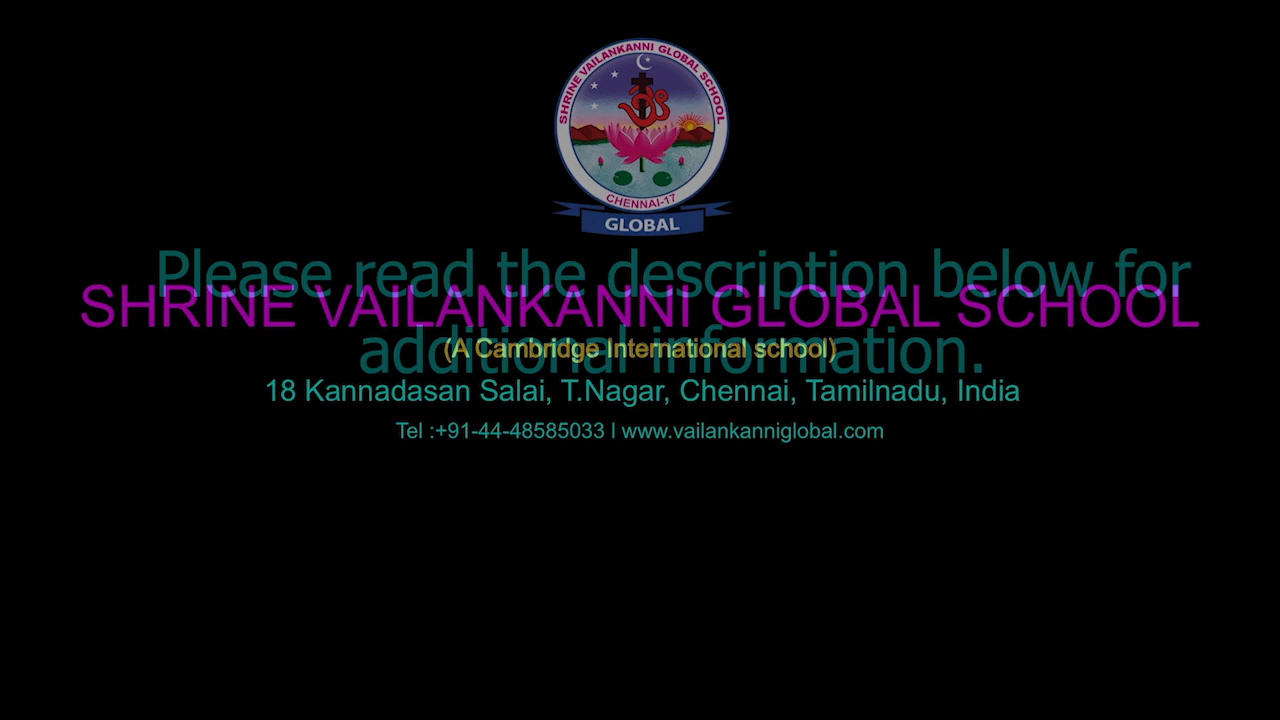 SHRINE VAILANKANNI GLOBAL SCHOOL
CHENNAI-17
GLOBAL
Please read the description below for
SHRINE VAILANKANNI GLOBAL SCHOOL
additional information.
(A Cambridge International school)
18 Kannadasan Salai, T.Nagar, Chennai, Tamilnadu, India
Tel :+91-44-48585033 I www.vailankanniglobal.com